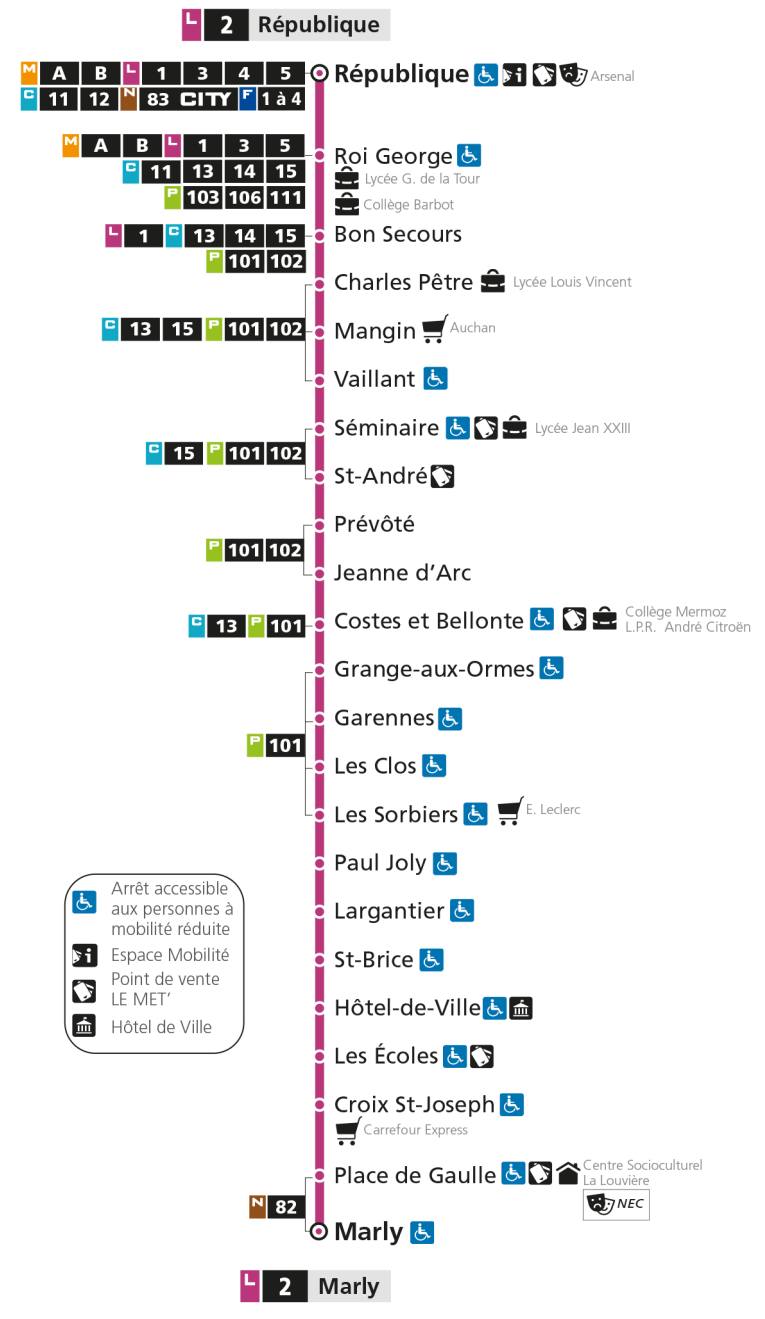 L 2 République
M A B L 1 3 4 5 République Arsenal
C 11 12 N 83 CITY F 1 à 4
M A B L 1 3 5 Roi George
C 11 13 14 15 Lycée G. de la Tour
P 103 106 111 Collège Barbot
L 1 C 13 14 15 Bon Secours
P 101 102
Charles Pêtre Lycée Louis Vincent
C 13 15 P 101 102 Mangin Auchan
Vaillant
Séminaire Lycée Jean XXIII
C 15 P 101 102
St-André
Prévôté
P 101 102
Jeanne d’Arc
C 13 P 101 Costes et Bellonte Collège Mermoz
L.P.R. André Citroën
Grange-aux-Ormes
Garennes
P 101
Les Clos
Les Sorbiers E. Leclerc
Paul Joly
Largantier
St-Brice
Hôtel-de-Ville
Les Écoles
Croix St-Joseph
Carrefour Express
Place de Gaulle Centre Socioculturel
La Louvière
NEC
N 82
Marly
L 2 Marly
Arrêt accessible
aux personnes à
mobilité réduite
Espace Mobilité
Point de vente
LE MET’
Hôtel de Ville